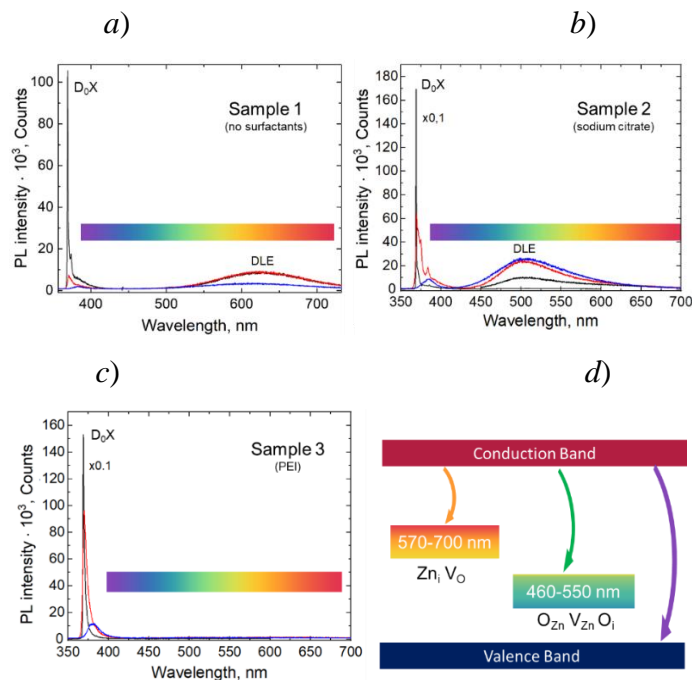 a)
b)
PL intensity · 10³, Counts
100
80
60
40
20
0
D₀X
Sample 1
(no surfactants)
DLE
400 450 500 550 600 650 700
Wavelength, nm
PL intensity · 10³, Counts
180
160
140
120
100
80
60
40
20
0
D₀X
x0,1
Sample 2
(sodium citrate)
DLE
350 400 450 500 550 600 650 700
Wavelength, nm
c)
d)
PL intensity · 10³, Counts
160
140
120
100
80
60
40
20
0
D₀X
x0.1
Sample 3
(PEI)
350 400 450 500 550 600 650 700
Wavelength, nm
Conduction Band
570-700 nm
Znᵢ V_O
460-550 nm
O_Zn V_Zn Oᵢ
Valence Band